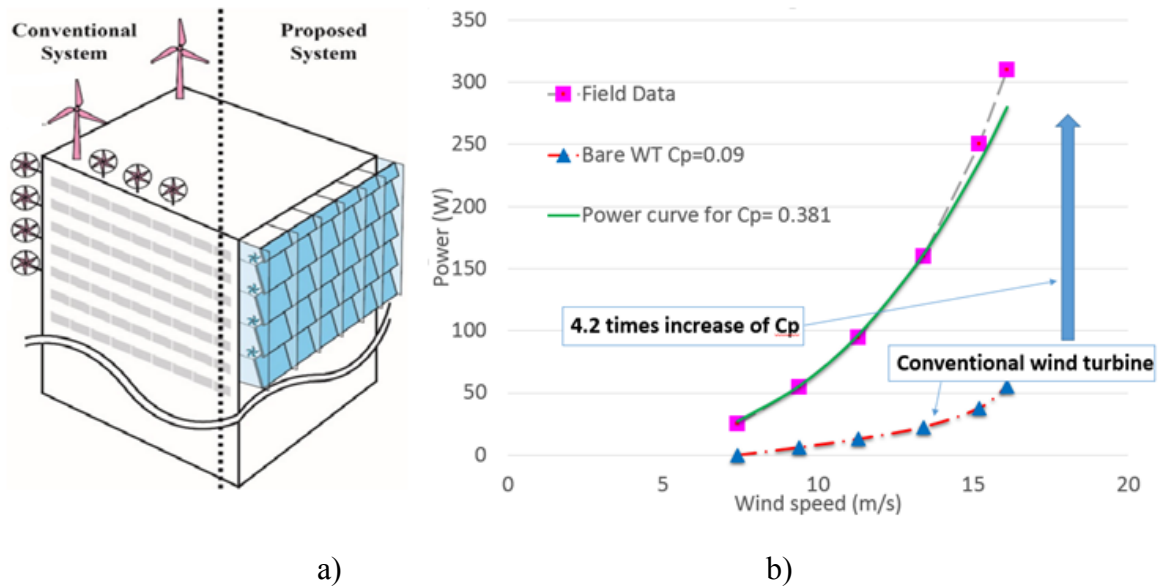 Conventional
System
Proposed
System
a)
350
300
250
200
150
100
50
0
Power (W)
Field Data
Bare WT Cp=0.09
Power curve for Cp= 0.381
4.2 times increase of Cp
Conventional wind turbine
0 5 10 15 20
Wind speed (m/s)
b)